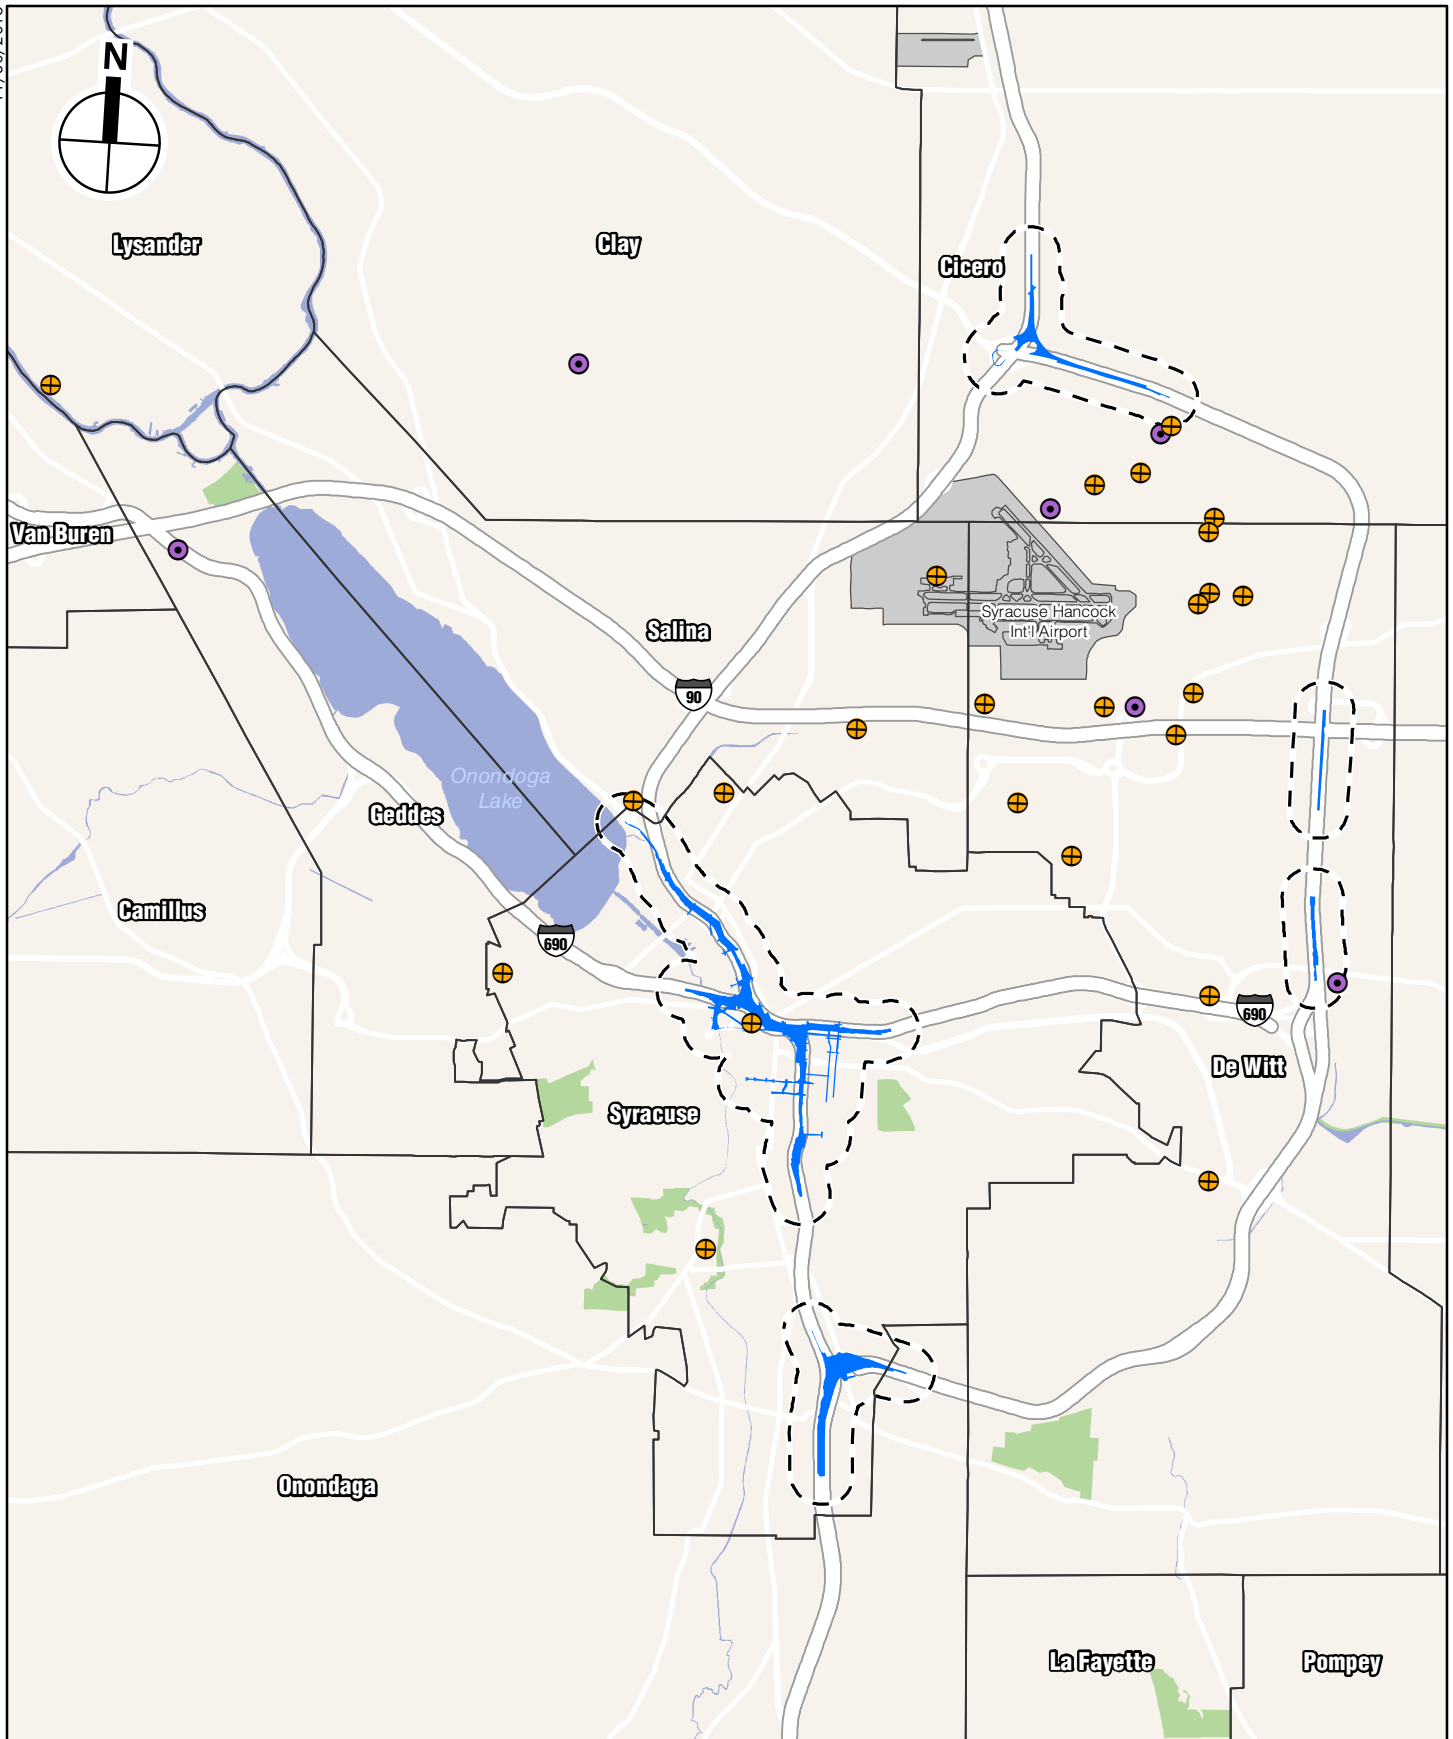 N
Lysander
Clay
Cicero
Van Buren
Syracuse Hancock
Int'l Airport
Salina
90
Onondoga
Lake
Geddes
Camillus
690
690
De Witt
Syracuse
Onondaga
La Fayette
Pompey